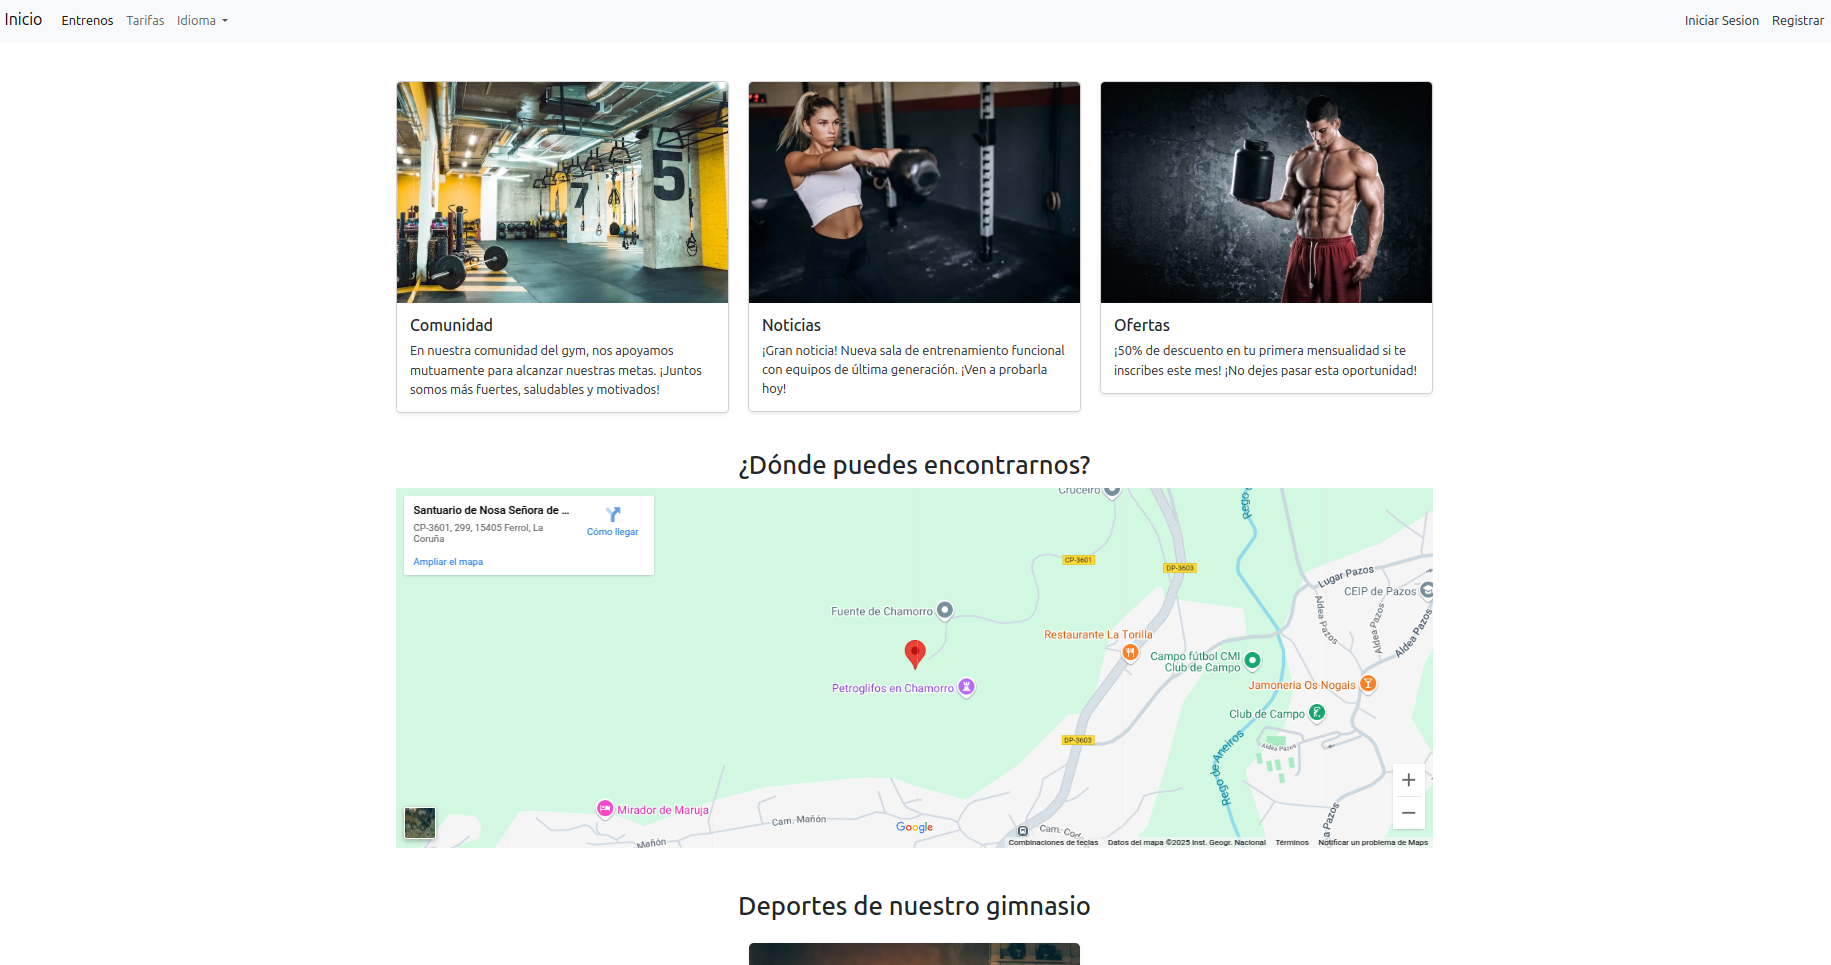 Inicio
Entrenos
Tarifas
Idioma
Iniciar Sesion
Registrar
7
5
Comunidad
En nuestra comunidad del gym, nos apoyamos
mutuamente para alcanzar nuestras metas. ¡Juntos
somos más fuertes, saludables y motivados!
Noticias
¡Gran noticia! Nueva sala de entrenamiento funcional
con equipos de última generación. ¡Ven a probarla
hoy!
Ofertas
¡50% de descuento en tu primera mensualidad si te
inscribes este mes! ¡No dejes pasar esta oportunidad!
¿Dónde puedes encontrarnos?
Santuario de Nosa Señora de ...
CP-3601, 299, 15405 Ferrol, La
Coruña
Cómo llegar
Ampliar el mapa
Cruceiro
Rego
CP-3601
DP-3603
Lugar Pazos
CEIP de Pazos
Aldea Pazos
Aldea Pazos
Aldea Pazos
Fuente de Chamorro
Restaurante La Torilla
Campo fútbol CMI
Club de Campo
Petroglifos en Chamorro
Jamoneria Os Nogais
Club de Campo
DP-3603
Rego de Aneiros
Aldea Pazos
Mirador de Maruja
Cam. Mañón
Mañón
Google
Cam.
a Pazos
Combinaciones de teclas
Datos del mapa ©2025 Inst. Geogr. Nacional
Términos
Notificar un problema de Maps
Deportes de nuestro gimnasio